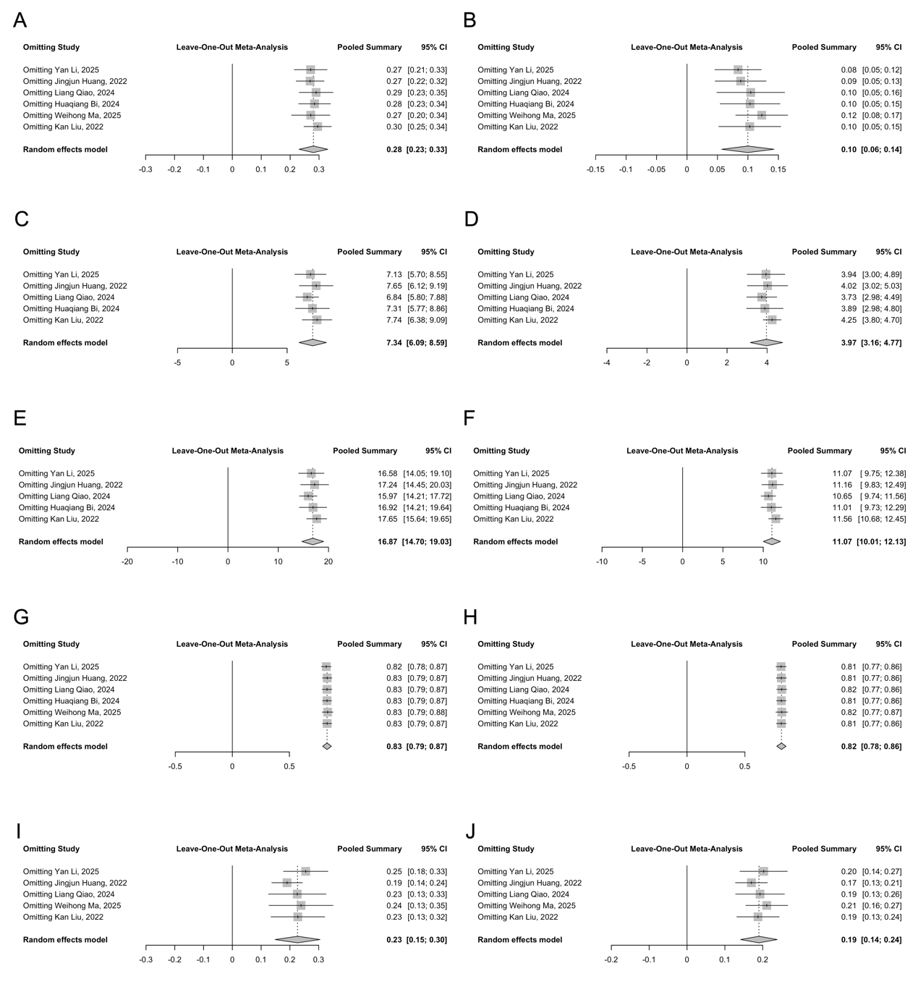 A
Omitting Study Leave-One-Out Meta-Analysis Pooled Summary 95% CI
Omitting Yan Li, 2025 0.27 [0.21; 0.33]
Omitting Jingjun Huang, 2022 0.27 [0.22; 0.32]
Omitting Liang Qiao, 2024 0.29 [0.23; 0.35]
Omitting Huaqiang Bi, 2024 0.28 [0.23; 0.34]
Omitting Weihong Ma, 2025 0.27 [0.20; 0.34]
Omitting Kan Liu, 2022 0.30 [0.25; 0.34]
Random effects model 0.28 [0.23; 0.33]
-0.3 -0.2 -0.1 0 0.1 0.2 0.3
B
Omitting Study Leave-One-Out Meta-Analysis Pooled Summary 95% CI
Omitting Yan Li, 2025 0.08 [0.05; 0.12]
Omitting Jingjun Huang, 2022 0.09 [0.05; 0.13]
Omitting Liang Qiao, 2024 0.10 [0.05; 0.16]
Omitting Huaqiang Bi, 2024 0.10 [0.05; 0.15]
Omitting Weihong Ma, 2025 0.12 [0.08; 0.17]
Omitting Kan Liu, 2022 0.10 [0.05; 0.15]
Random effects model 0.10 [0.06; 0.14]
-0.15 -0.1 -0.05 0 0.05 0.1 0.15
C
Omitting Study Leave-One-Out Meta-Analysis Pooled Summary 95% CI
Omitting Yan Li, 2025 7.13 [5.70; 8.55]
Omitting Jingjun Huang, 2022 7.65 [6.12; 9.19]
Omitting Liang Qiao, 2024 6.84 [5.80; 7.88]
Omitting Huaqiang Bi, 2024 7.31 [5.77; 8.86]
Omitting Kan Liu, 2022 7.74 [6.38; 9.09]
Random effects model 7.34 [6.09; 8.59]
-5 0 5
D
Omitting Study Leave-One-Out Meta-Analysis Pooled Summary 95% CI
Omitting Yan Li, 2025 3.94 [3.00; 4.89]
Omitting Jingjun Huang, 2022 4.02 [3.02; 5.03]
Omitting Liang Qiao, 2024 3.73 [2.98; 4.49]
Omitting Huaqiang Bi, 2024 3.89 [2.98; 4.80]
Omitting Kan Liu, 2022 4.25 [3.80; 4.70]
Random effects model 3.97 [3.16; 4.77]
-4 -2 0 2 4
E
Omitting Study Leave-One-Out Meta-Analysis Pooled Summary 95% CI
Omitting Yan Li, 2025 16.58 [14.05; 19.10]
Omitting Jingjun Huang, 2022 17.24 [14.45; 20.03]
Omitting Liang Qiao, 2024 15.97 [14.21; 17.72]
Omitting Huaqiang Bi, 2024 16.92 [14.21; 19.64]
Omitting Kan Liu, 2022 17.65 [15.64; 19.65]
Random effects model 16.87 [14.70; 19.03]
-20 -10 0 10 20
F
Omitting Study Leave-One-Out Meta-Analysis Pooled Summary 95% CI
Omitting Yan Li, 2025 11.07 [ 9.75; 12.38]
Omitting Jingjun Huang, 2022 11.16 [ 9.83; 12.49]
Omitting Liang Qiao, 2024 10.65 [ 9.74; 11.56]
Omitting Huaqiang Bi, 2024 11.01 [ 9.73; 12.29]
Omitting Kan Liu, 2022 11.56 [10.68; 12.45]
Random effects model 11.07 [10.01; 12.13]
-10 -5 0 5 10
G
Omitting Study Leave-One-Out Meta-Analysis Pooled Summary 95% CI
Omitting Yan Li, 2025 0.82 [0.78; 0.87]
Omitting Jingjun Huang, 2022 0.83 [0.79; 0.87]
Omitting Liang Qiao, 2024 0.83 [0.79; 0.87]
Omitting Huaqiang Bi, 2024 0.83 [0.79; 0.87]
Omitting Weihong Ma, 2025 0.83 [0.79; 0.88]
Omitting Kan Liu, 2022 0.83 [0.79; 0.87]
Random effects model 0.83 [0.79; 0.87]
-0.5 0 0.5
H
Omitting Study Leave-One-Out Meta-Analysis Pooled Summary 95% CI
Omitting Yan Li, 2025 0.81 [0.77; 0.86]
Omitting Jingjun Huang, 2022 0.81 [0.77; 0.86]
Omitting Liang Qiao, 2024 0.82 [0.77; 0.86]
Omitting Huaqiang Bi, 2024 0.81 [0.77; 0.86]
Omitting Weihong Ma, 2025 0.82 [0.77; 0.87]
Omitting Kan Liu, 2022 0.81 [0.77; 0.86]
Random effects model 0.82 [0.78; 0.86]
-0.5 0 0.5
I
Omitting Study Leave-One-Out Meta-Analysis Pooled Summary 95% CI
Omitting Yan Li, 2025 0.25 [0.18; 0.33]
Omitting Jingjun Huang, 2022 0.19 [0.14; 0.24]
Omitting Liang Qiao, 2024 0.23 [0.13; 0.33]
Omitting Weihong Ma, 2025 0.24 [0.13; 0.35]
Omitting Kan Liu, 2022 0.23 [0.13; 0.32]
Random effects model 0.23 [0.15; 0.30]
-0.3 -0.2 -0.1 0 0.1 0.2 0.3
J
Omitting Study Leave-One-Out Meta-Analysis Pooled Summary 95% CI
Omitting Yan Li, 2025 0.20 [0.14; 0.27]
Omitting Jingjun Huang, 2022 0.17 [0.13; 0.21]
Omitting Liang Qiao, 2024 0.19 [0.13; 0.26]
Omitting Weihong Ma, 2025 0.21 [0.16; 0.27]
Omitting Kan Liu, 2022 0.19 [0.13; 0.24]
Random effects model 0.19 [0.14; 0.24]
-0.2 -0.1 0 0.1 0.2